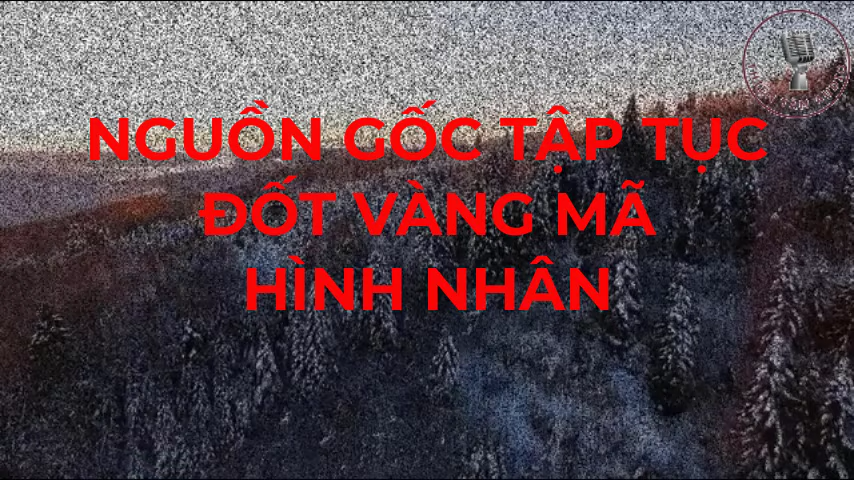 NGUỒN GỐC TẬP TỤC
ĐỐT VÀNG MÃ
HÌNH NHÂN